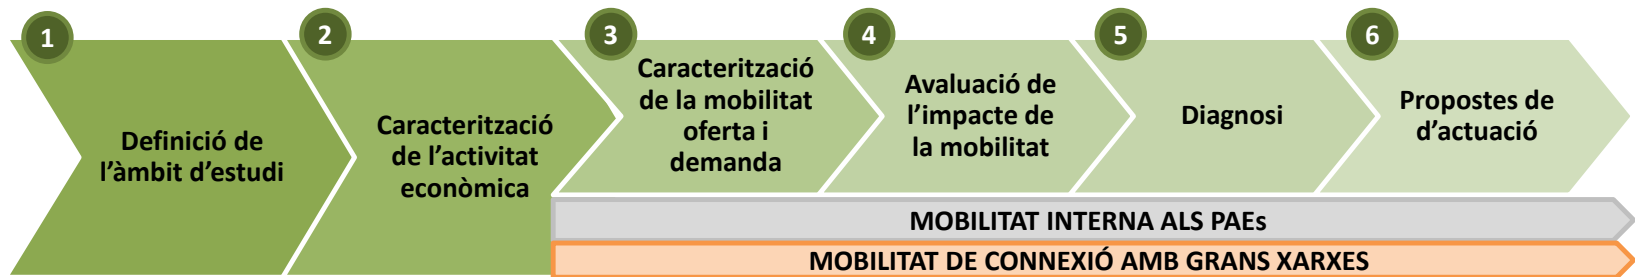 1
Definició de
l'àmbit d'estudi
2
Caracterització
de l'activitat
econòmica
3
Caracterització
de la mobilitat
oferta i
demanda
4
Avaluació de
l'impacte de
la mobilitat
5
Diagnosi
6
Propostes de
d'actuació
MOBILITAT INTERNA ALS PAEs
MOBILITAT DE CONNEXIÓ AMB GRANS XARXES